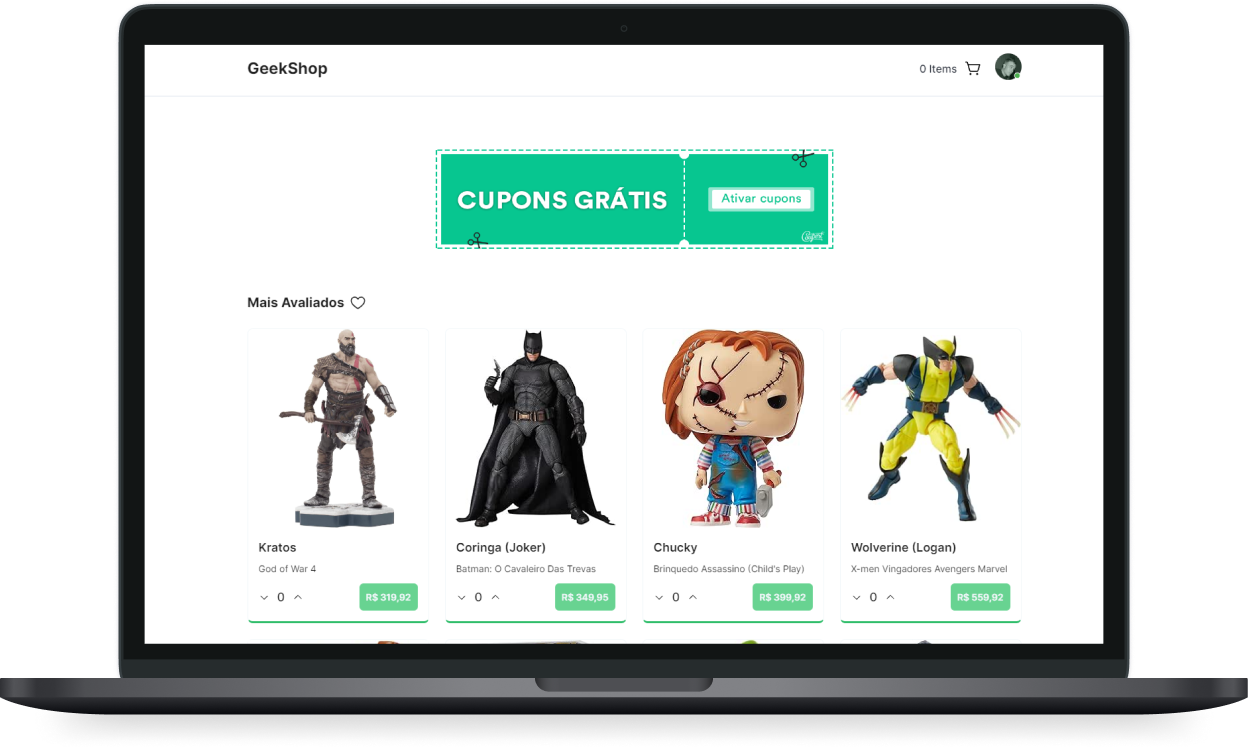 GeekShop
0 Items
CUPONS GRÁTIS
Ativar cupons
Mais Avaliados
Kratos
God of War 4
0
R$ 319,92
Coringa (Joker)
Batman: O Cavaleiro Das Trevas
0
R$ 349,95
Chucky
Brinquedo Assassino (Child's Play)
0
R$ 399,92
Wolverine (Logan)
X-men Vingadores Avengers Marvel
0
R$ 559,92